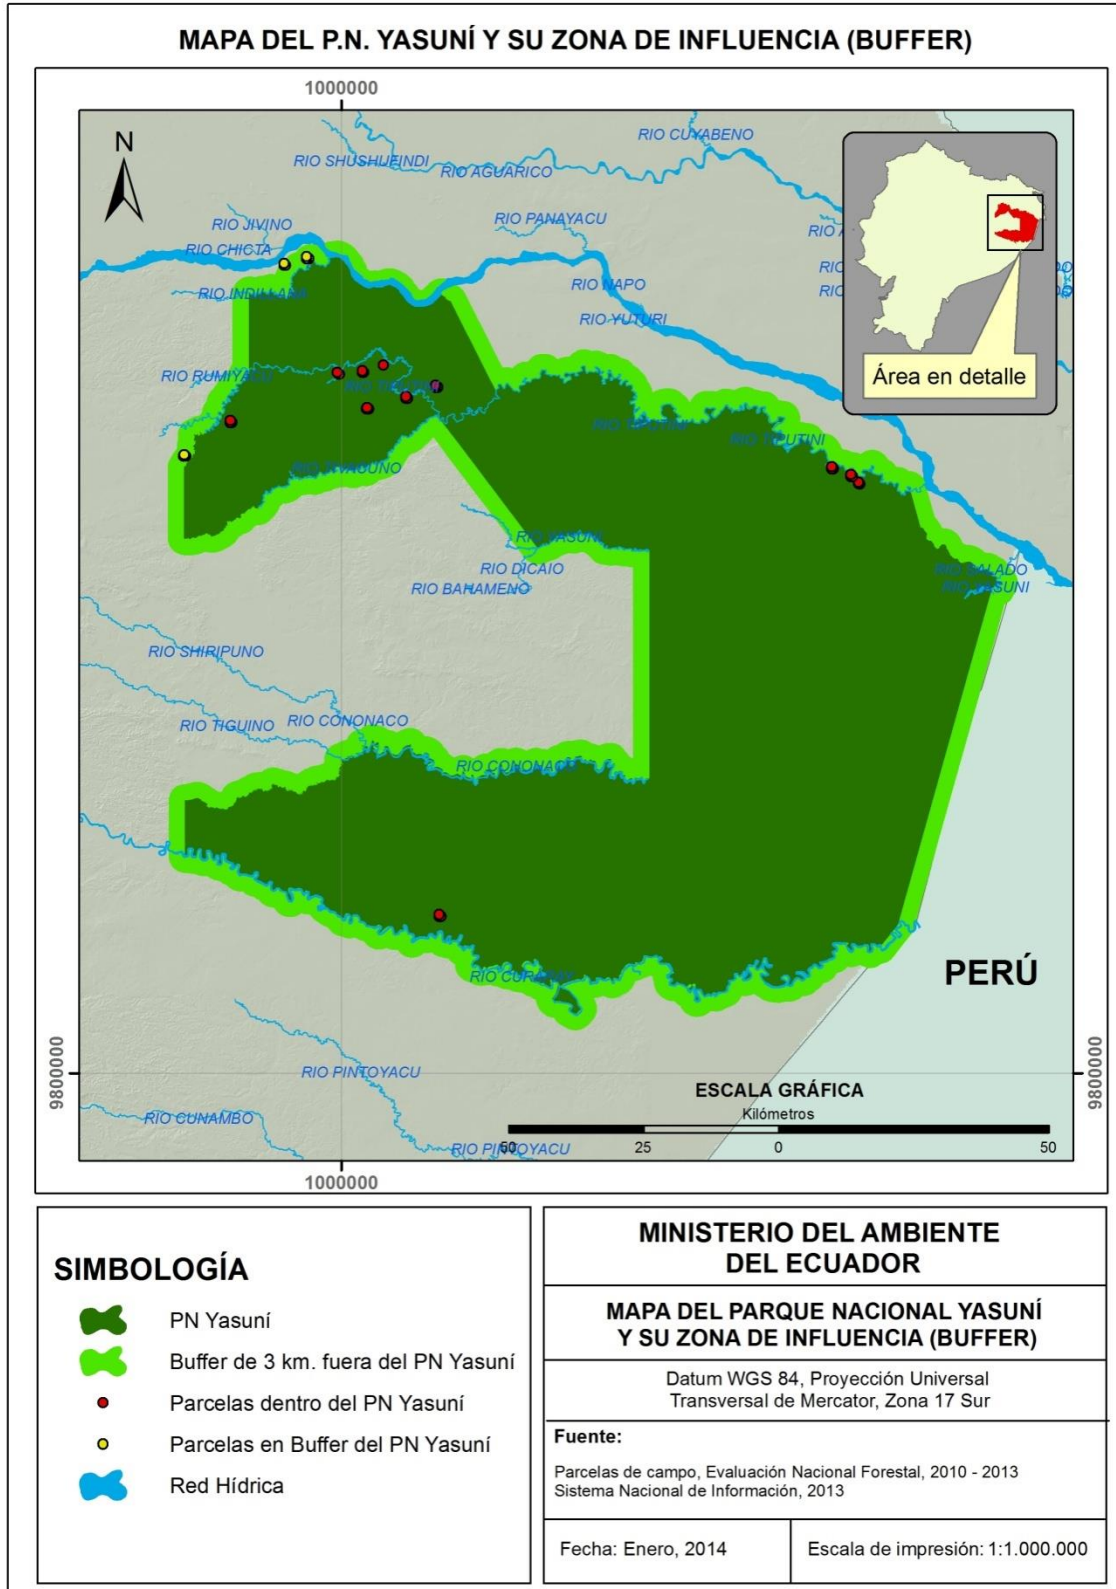 MAPA DEL P.N. YASUNÍ Y SU ZONA DE INFLUENCIA (BUFFER)
1000000
N
RIO CUYABENO
RIO SHUSHUFINDI
RIO AGUARICO
RIO JIVINO
RIO PANAYACU
RIO CHICTA
RIO INDILLANA
RIO NAPO
RIO YUTURI
RIO RUMIYACU
RIO TIPUTINI
RIO TIPUTINI
RIO TIPUTINI
RIO TIVACUNO
RIO YASUNI
RIO DICAIO
RIO BAHAMENO
RIO SALADO
RIO YASUNI
RIO SHIRIPUNO
RIO TIGUINO
RIO CONONACO
RIO CONONACO
RIO CURARAY
RIO PINTOYACU
RIO CUNAMBO
RIO PINTOYACU
Área en detalle
PERÚ
9800000
9800000
ESCALA GRÁFICA
Kilómetros
50 25 0 50
1000000
SIMBOLOGÍA
PN Yasuní
Buffer de 3 km. fuera del PN Yasuní
Parcelas dentro del PN Yasuní
Parcelas en Buffer del PN Yasuní
Red Hídrica
MINISTERIO DEL AMBIENTE
DEL ECUADOR
MAPA DEL PARQUE NACIONAL YASUNÍ
Y SU ZONA DE INFLUENCIA (BUFFER)
Datum WGS 84, Proyección Universal
Transversal de Mercator, Zona 17 Sur
Fuente:
Parcelas de campo, Evaluación Nacional Forestal, 2010 - 2013
Sistema Nacional de Información, 2013
Fecha: Enero, 2014
Escala de impresión: 1:1.000.000